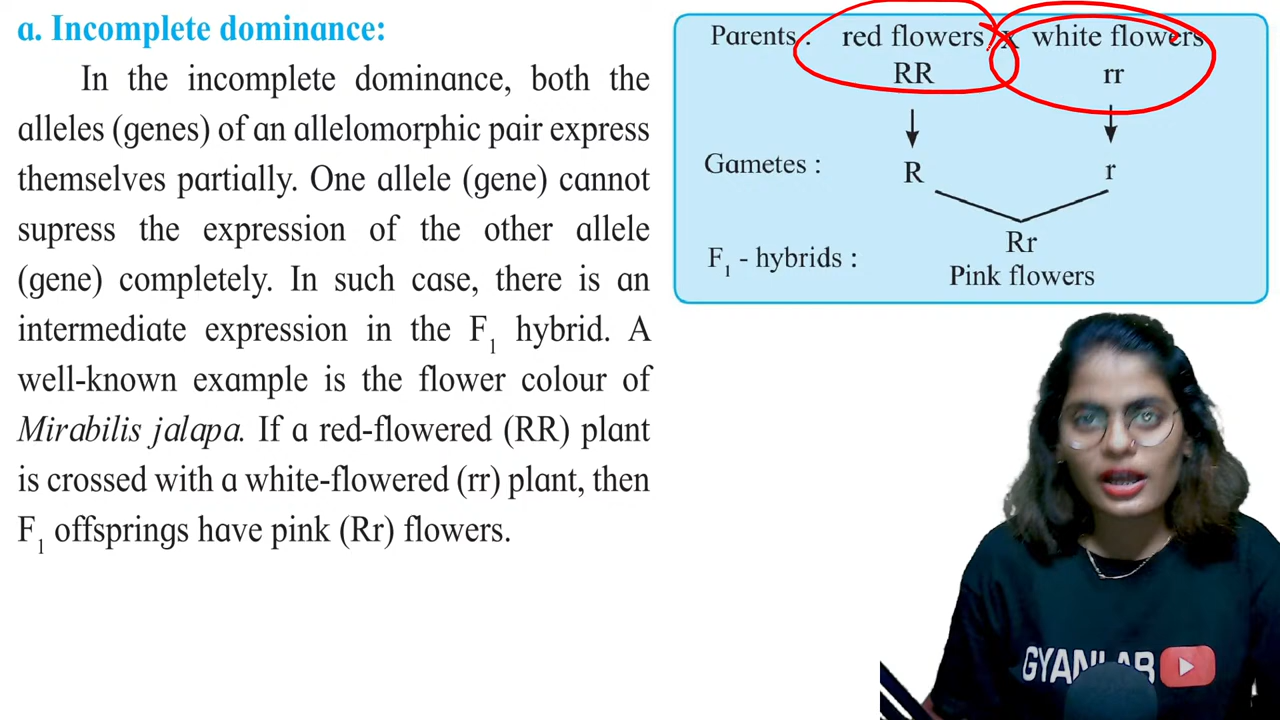 a. Incomplete dominance:
In the incomplete dominance, both the
alleles (genes) of an allelomorphic pair express
themselves partially. One allele (gene) cannot
supress the expression of the other allele
(gene) completely. In such case, there is an
intermediate expression in the F1 hybrid. A
well-known example is the flower colour of
Mirabilis jalapa. If a red-flowered (RR) plant
is crossed with a white-flowered (rr) plant, then
F1 offsprings have pink (Rr) flowers.
Parents : red flowers x white flowers
RR rr
Gametes : R r
Rr
F1 - hybrids :
Pink flowers
GYANLAB